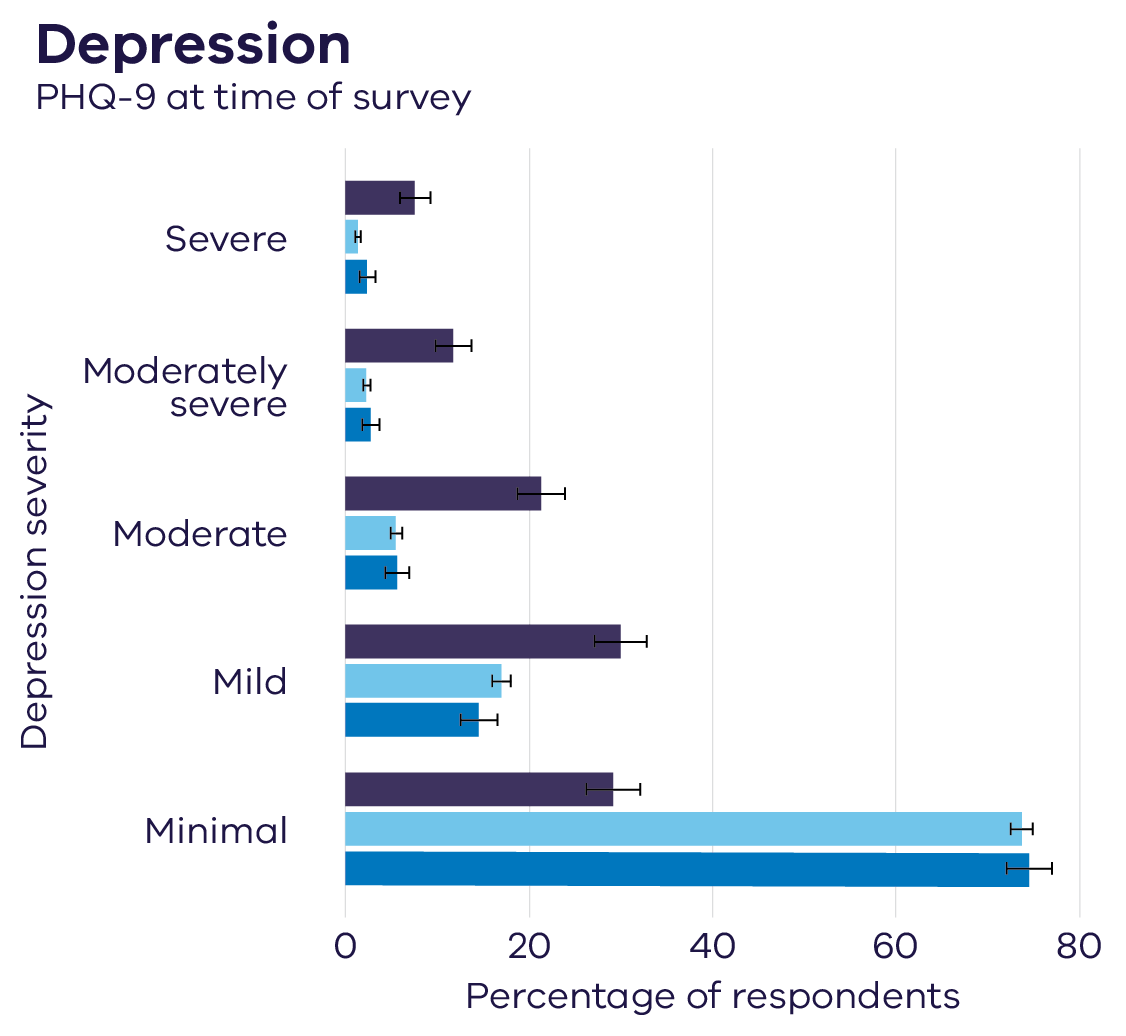 Depression
PHQ-9 at time of survey
Depression severity
Severe
Moderately
severe
Moderate
Mild
Minimal
0 20 40 60 80
Percentage of respondents